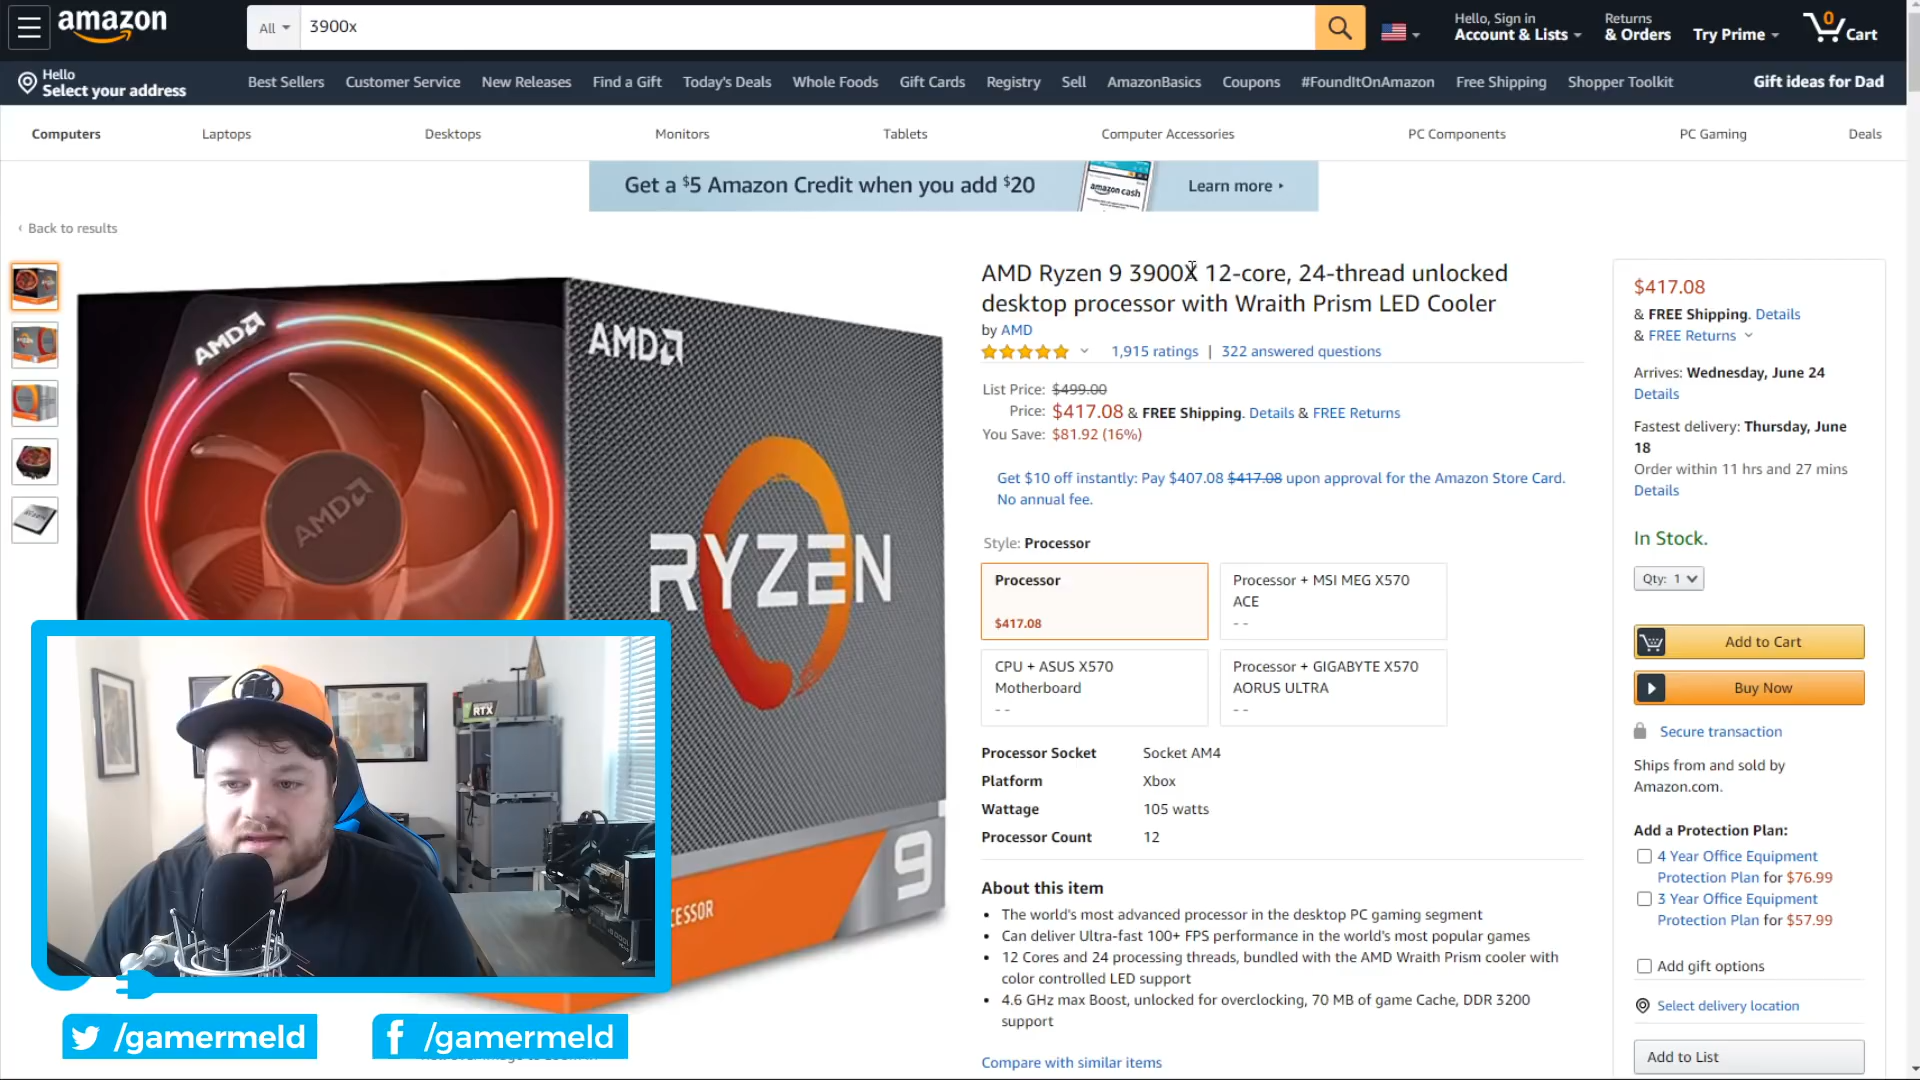 amazon
All
3900x
Hello, Sign in
Account & Lists
Returns
& Orders
Try Prime
0
Cart
Hello
Select your address
Best Sellers
Customer Service
New Releases
Find a Gift
Today's Deals
Whole Foods
Gift Cards
Registry
Sell
AmazonBasics
Coupons
#FoundItOnAmazon
Free Shipping
Shopper Toolkit
Gift ideas for Dad
Computers
Laptops
Desktops
Monitors
Tablets
Computer Accessories
PC Components
PC Gaming
Deals
Get a $5 Amazon Credit when you add $20
amazon cash
Learn more
‹ Back to results
AMD
AMD
AMD
RYZEN
9
CESSOR
RTX
/gamermeld
/gamermeld
AMD Ryzen 9 3900X 12-core, 24-thread unlocked
desktop processor with Wraith Prism LED Cooler
by AMD
1,915 ratings | 322 answered questions
List Price: $499.00
Price: $417.08 & FREE Shipping. Details & FREE Returns
You Save: $81.92 (16%)
Get $10 off instantly: Pay $407.08 $417.08 upon approval for the Amazon Store Card.
No annual fee.
Style: Processor
Processor
$417.08
Processor + MSI MEG X570
ACE
- -
CPU + ASUS X570
Motherboard
- -
Processor + GIGABYTE X570
AORUS ULTRA
- -
Processor Socket Socket AM4
Platform Xbox
Wattage 105 watts
Processor Count 12
About this item
• The world's most advanced processor in the desktop PC gaming segment
• Can deliver Ultra-fast 100+ FPS performance in the world's most popular games
• 12 Cores and 24 processing threads, bundled with the AMD Wraith Prism cooler with
color controlled LED support
• 4.6 GHz max Boost, unlocked for overclocking, 70 MB of game Cache, DDR 3200
support
Compare with similar items
$417.08
& FREE Shipping. Details
& FREE Returns
Arrives: Wednesday, June 24
Details
Fastest delivery: Thursday, June
18
Order within 11 hrs and 27 mins
Details
In Stock.
Qty: 1
Add to Cart
Buy Now
Secure transaction
Ships from and sold by
Amazon.com.
Add a Protection Plan:
4 Year Office Equipment
Protection Plan for $76.99
3 Year Office Equipment
Protection Plan for $57.99
Add gift options
Select delivery location
Add to List